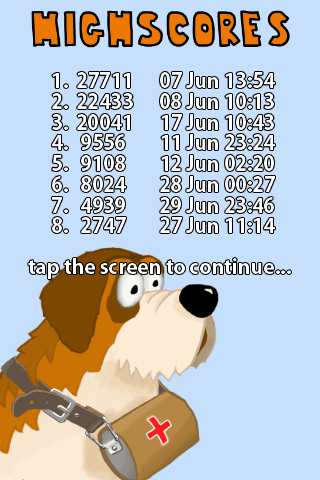 HIGHSCORES
1. 27711 07 Jun 13:54
2. 22433 08 Jun 10:13
3. 20041 17 Jun 10:43
4. 9556 11 Jun 23:24
5. 9108 12 Jun 02:20
6. 8024 28 Jun 00:27
7. 4939 29 Jun 23:46
8. 2747 27 Jun 11:14
tap the screen to continue...